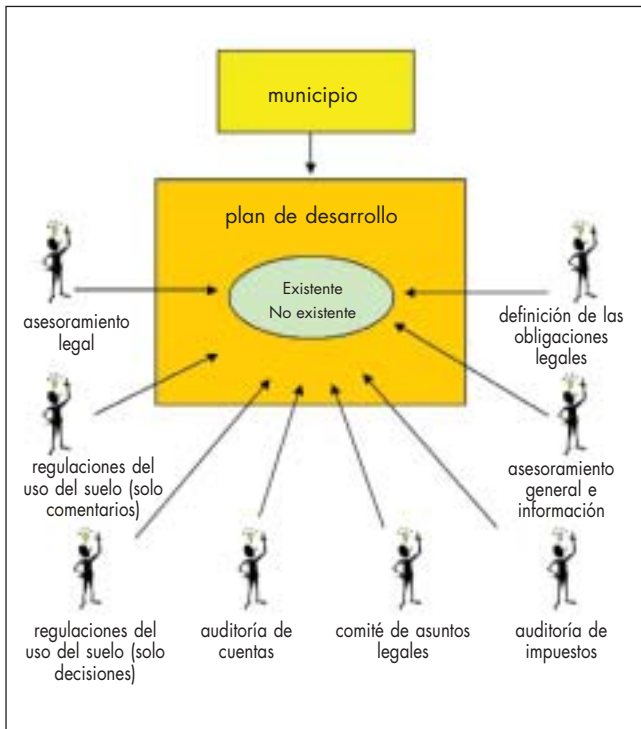 municipio
plan de desarrollo
Existente
No existente
asesoramiento
legal
definición de las
obligaciones
legales
regulaciones del
uso del suelo (solo
comentarios)
asesoramiento
general e
información
regulaciones del
uso del suelo (solo
decisiones)
auditoría de
cuentas
comité de asuntos
legales
auditoría de
impuestos